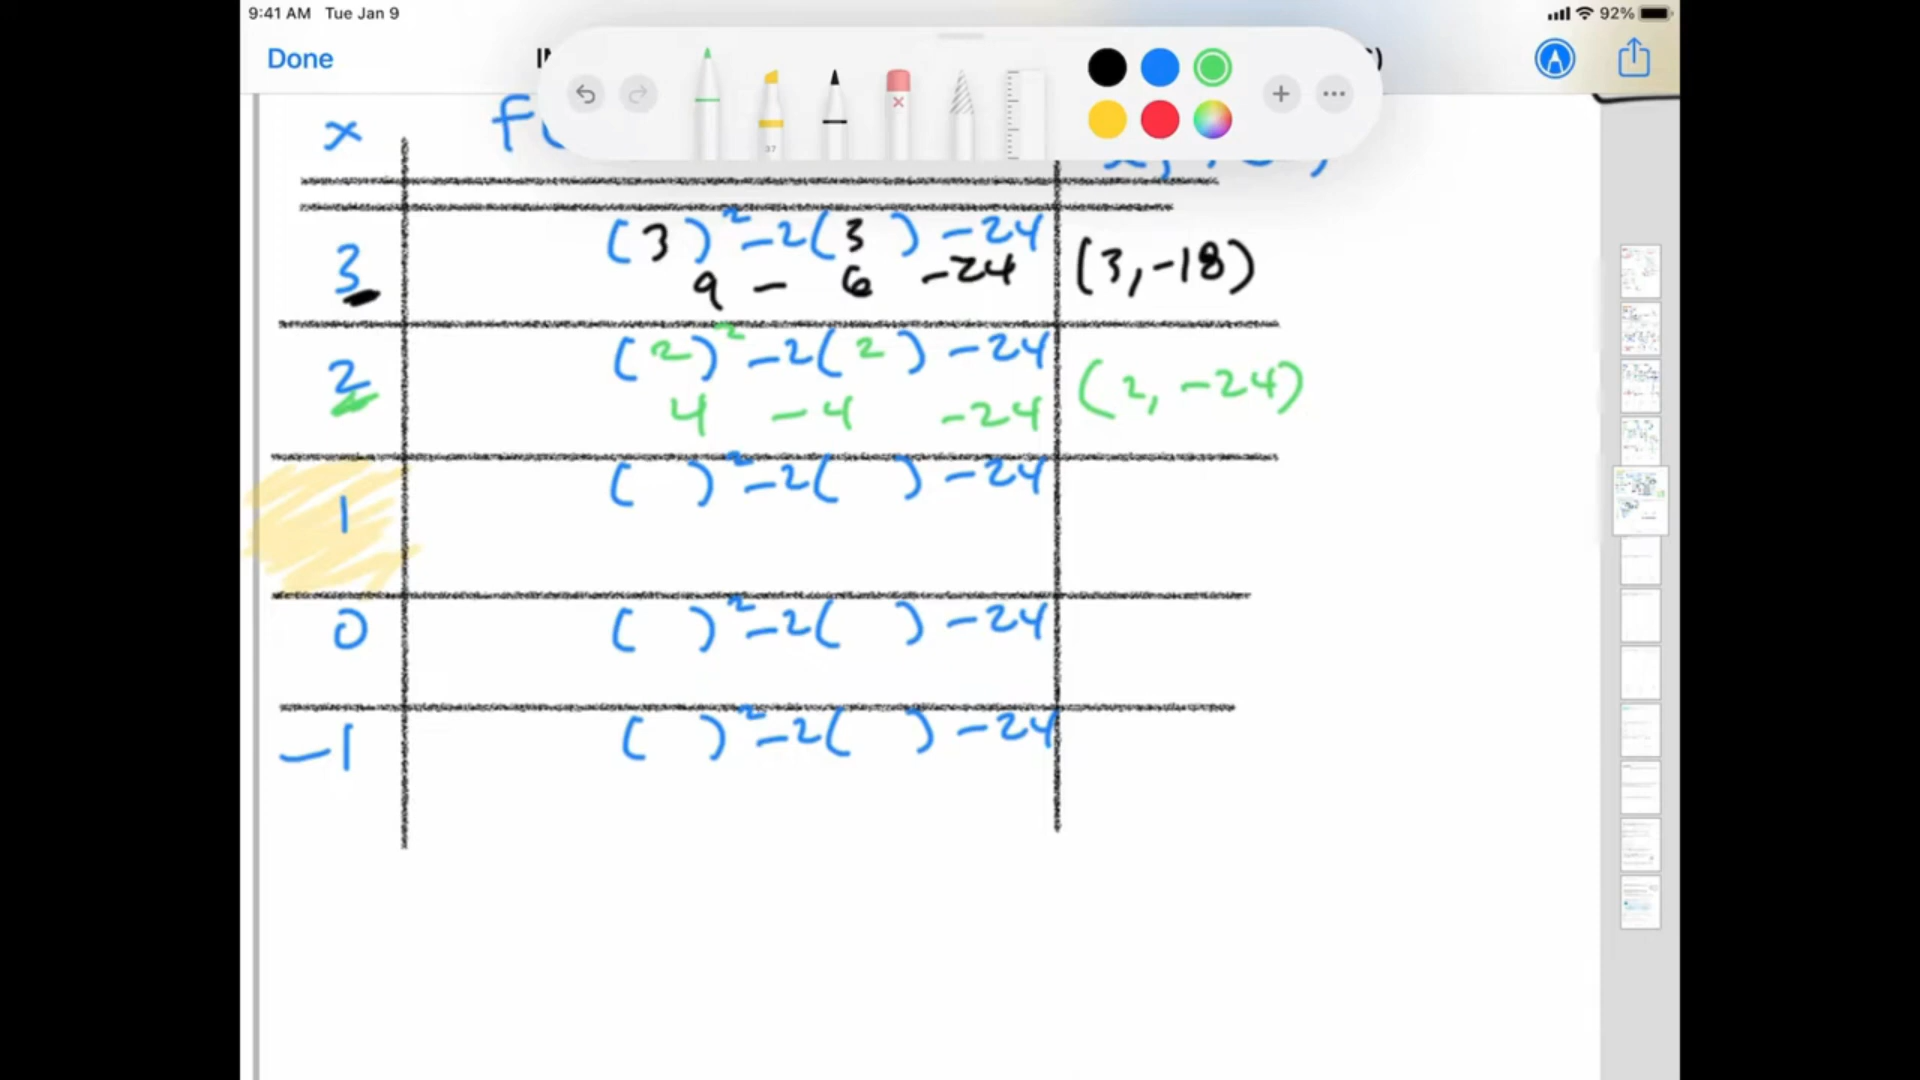 9:41 AM Tue Jan 9
92%
Done
37
x
3
( 3 )² -2( 3 ) -24
9 - 6 -24
(3, -18)
2
( 2 )² -2( 2 ) -24
4 -4 -24
(2, -24)
1
( )² -2( ) -24
0
( )² -2( ) -24
-1
( )² -2( ) -24